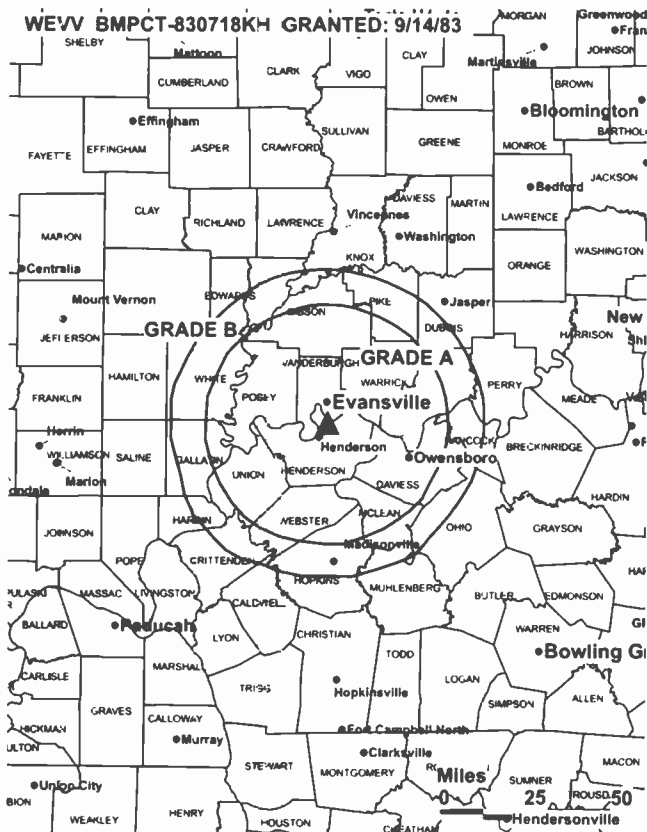 WEVV BMPCT-830718KH GRANTED: 9/14/83
MORGAN
Greenwood
SHELBY
Mattoon
CLARK
VIGO
CLAY
Martinsville
JOHNSON
CUMBERLAND
OWEN
BROWN
Effingham
Bloomington
SULLIVAN
FAYETTE
EFFINGHAM
JASPER
CRAWFORD
GREENE
MONROE
Bedford
JACKSON
CLAY
RICHLAND
LAWRENCE
Vincennes
DAVIESS
MARTIN
LAWRENCE
MARION
Washington
WASHINGTON
KNOX
ORANGE
Centralia
EDWARDS
PIKE
Jasper
Mount Vernon
GIBSON
DUBOIS
New
GRADE B
JEFFERSON
HARRISON
GRADE A
VANDERBURGH
HAMILTON
WHITE
WARRICK
PERRY
FRANKLIN
POSEY
Evansville
MEADE
Herrin
HANCOCK
BRECKINRIDGE
WILLIAMSON
SALINE
GALLATIN
Henderson
Owensboro
Marion
UNION
HENDERSON
DAVIESS
HARDIN
JOHNSON
HARDIN
WEBSTER
MCLEAN
OHIO
GRAYSON
POPE
CRITTENDEN
Madisonville
HOPKINS
MUHLENBERG
PULASKI
MASSAC
LIVINGSTON
CALDWELL
BUTLER
EDMONSON
BALLARD
Paducah
LYON
CHRISTIAN
WARREN
TODD
Bowling G
MARSHAL
CARLISLE
TRIGG
Hopkinsville
LOGAN
ALLEN
GRAVES
SIMPSON
HICKMAN
CALLOWAY
Fort Campbell North
Murray
Clarksville
STEWART
MONTGOMERY
MACON
Union City
Miles
SUMNER
0 25 50
TROUSD
WEAKLEY
HENRY
HOUSTON
CHEATHAM
Hendersonville